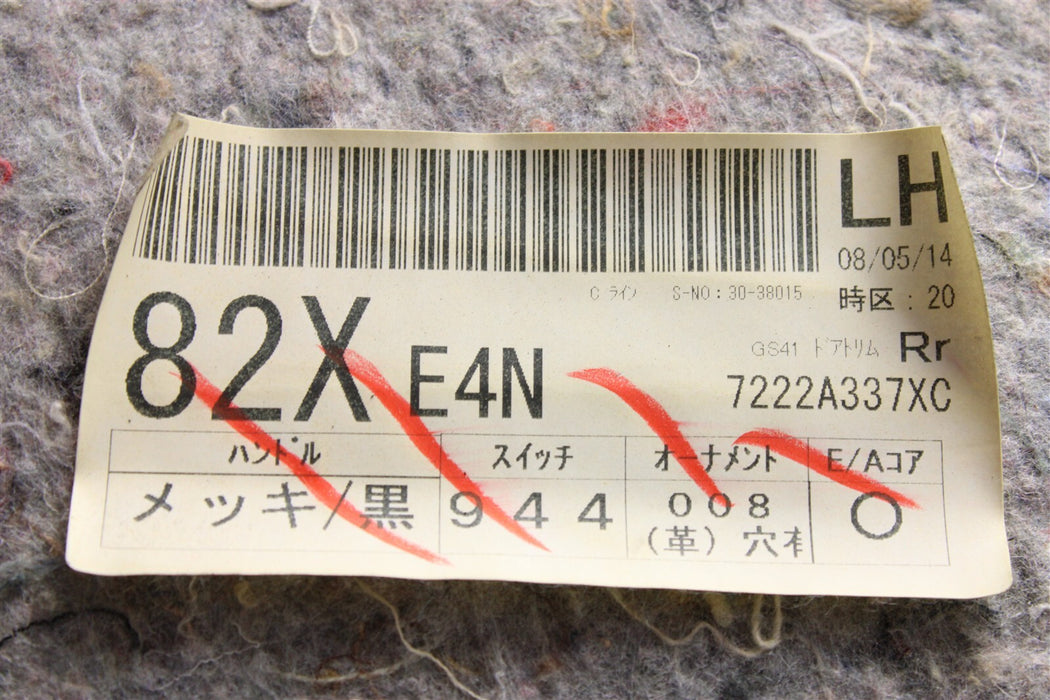 LH
08/05/14
C ライン S-NO：30-38015
時区：20
82X E4N
GS41 ドアトリム Rr
7222A337XC
ハンドル スイッチ オーナメント E/Aコア
メッキ/黒 944 008 ○
（革）穴有